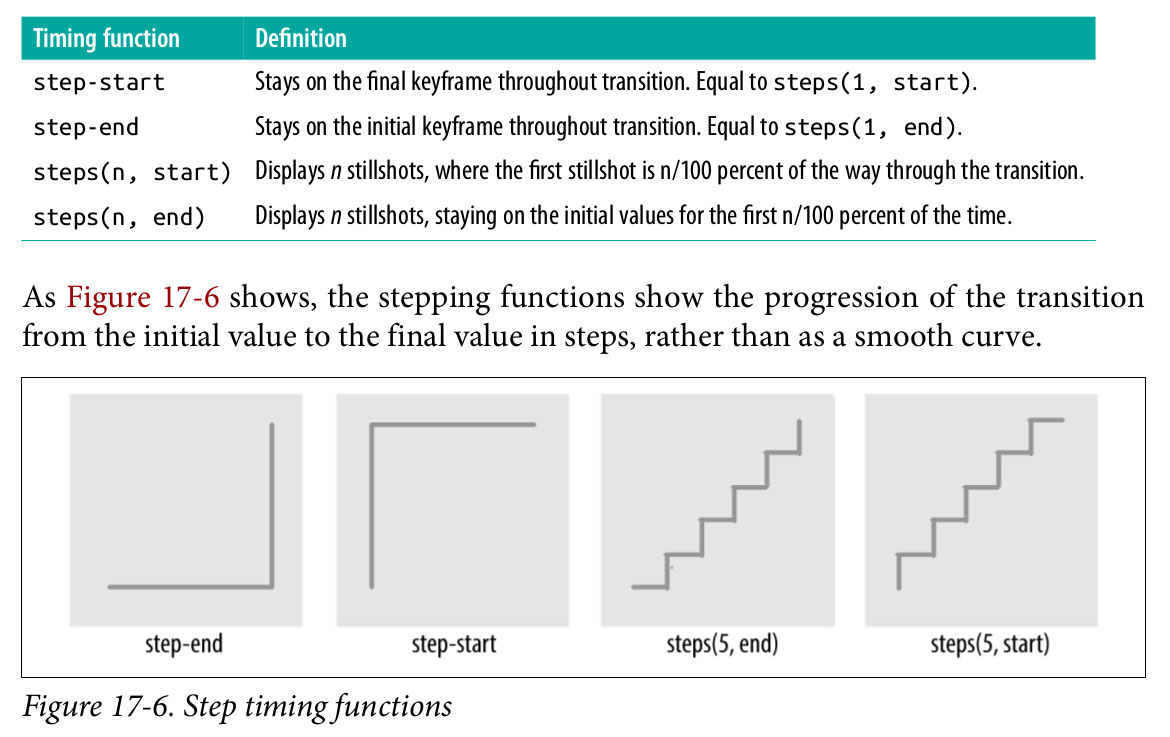 Timing function Definition
step-start Stays on the final keyframe throughout transition. Equal to steps(1, start).
step-end Stays on the initial keyframe throughout transition. Equal to steps(1, end).
steps(n, start) Displays n stillshots, where the first stillshot is n/100 percent of the way through the transition.
steps(n, end) Displays n stillshots, staying on the initial values for the first n/100 percent of the time.
As Figure 17-6 shows, the stepping functions show the progression of the transition
from the initial value to the final value in steps, rather than as a smooth curve.
step-end step-start steps(5, end) steps(5, start)
Figure 17-6. Step timing functions